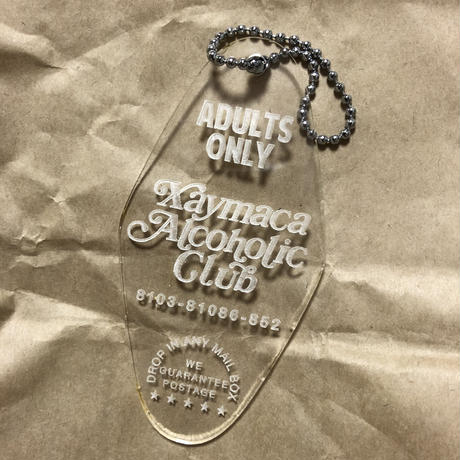 ADULTS
ONLY
Xaymaca
Alcoholic
Club
8103-81086-852
DROP IN ANY MAIL BOX
WE
GUARANTEE
POSTAGE
★★★★★